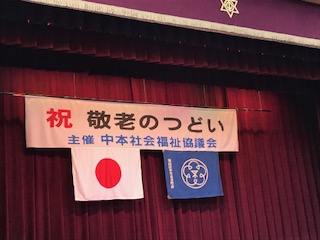 祝 敬老のつどい
主催 中本社会福祉協議会